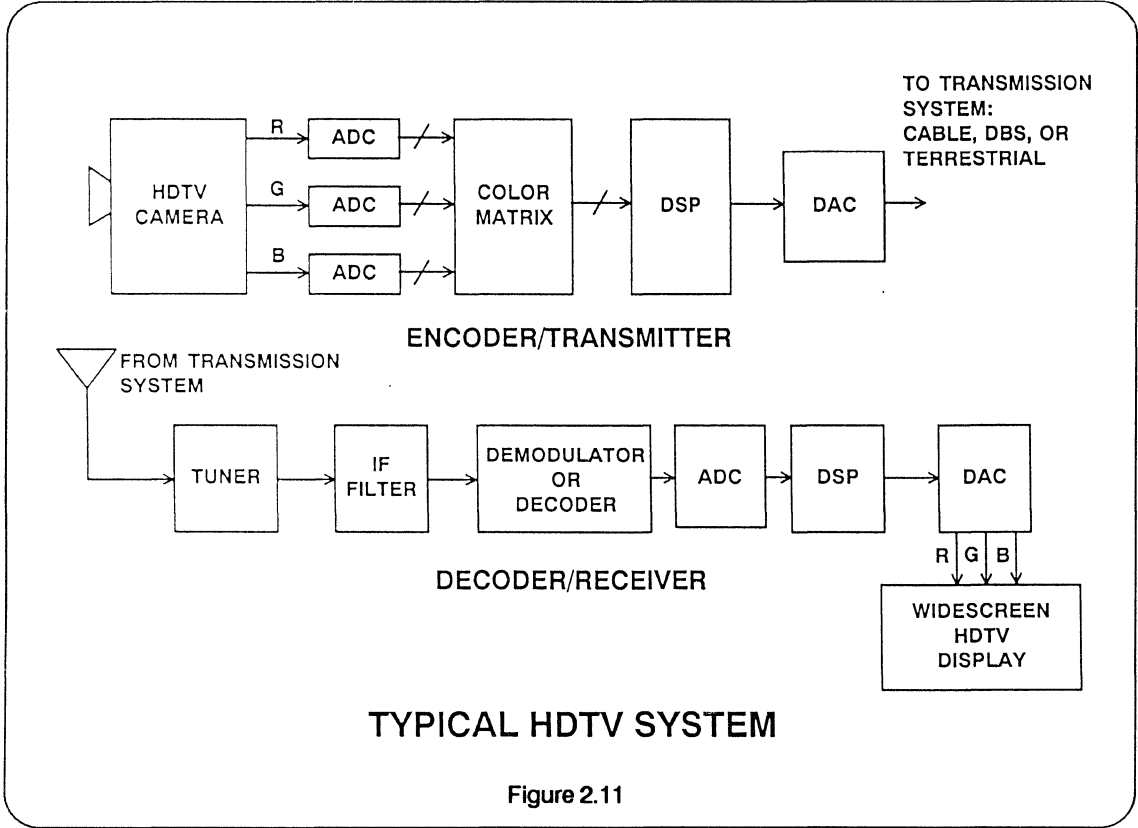 TO TRANSMISSION
SYSTEM:
CABLE, DBS, OR
TERRESTRIAL
HDTV
CAMERA
R
G
B
ADC
ADC
ADC
COLOR
MATRIX
DSP
DAC
ENCODER/TRANSMITTER
FROM TRANSMISSION
SYSTEM
TUNER
IF
FILTER
DEMODULATOR
OR
DECODER
ADC
DSP
DAC
R G B
DECODER/RECEIVER
WIDESCREEN
HDTV
DISPLAY
TYPICAL HDTV SYSTEM
Figure 2.11